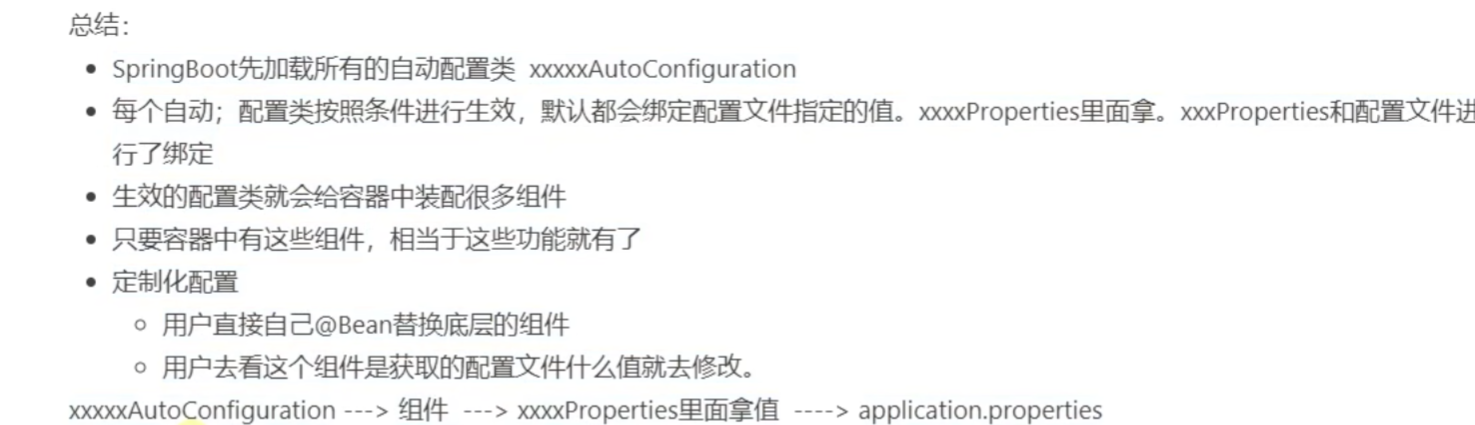 总结：
SpringBoot先加载所有的自动配置类 xxxxxAutoConfiguration
每个自动；配置类按照条件进行生效，默认都会绑定配置文件指定的值。xxxxProperties里面拿。xxxProperties和配置文件进
行了绑定
生效的配置类就会给容器中装配很多组件
只要容器中有这些组件，相当于这些功能就有了
定制化配置
用户直接自己@Bean替换底层的组件
用户去看这个组件是获取的配置文件什么值就去修改。
xxxxxAutoConfiguration ---> 组件 ---> xxxxProperties里面拿值 ----> application.properties